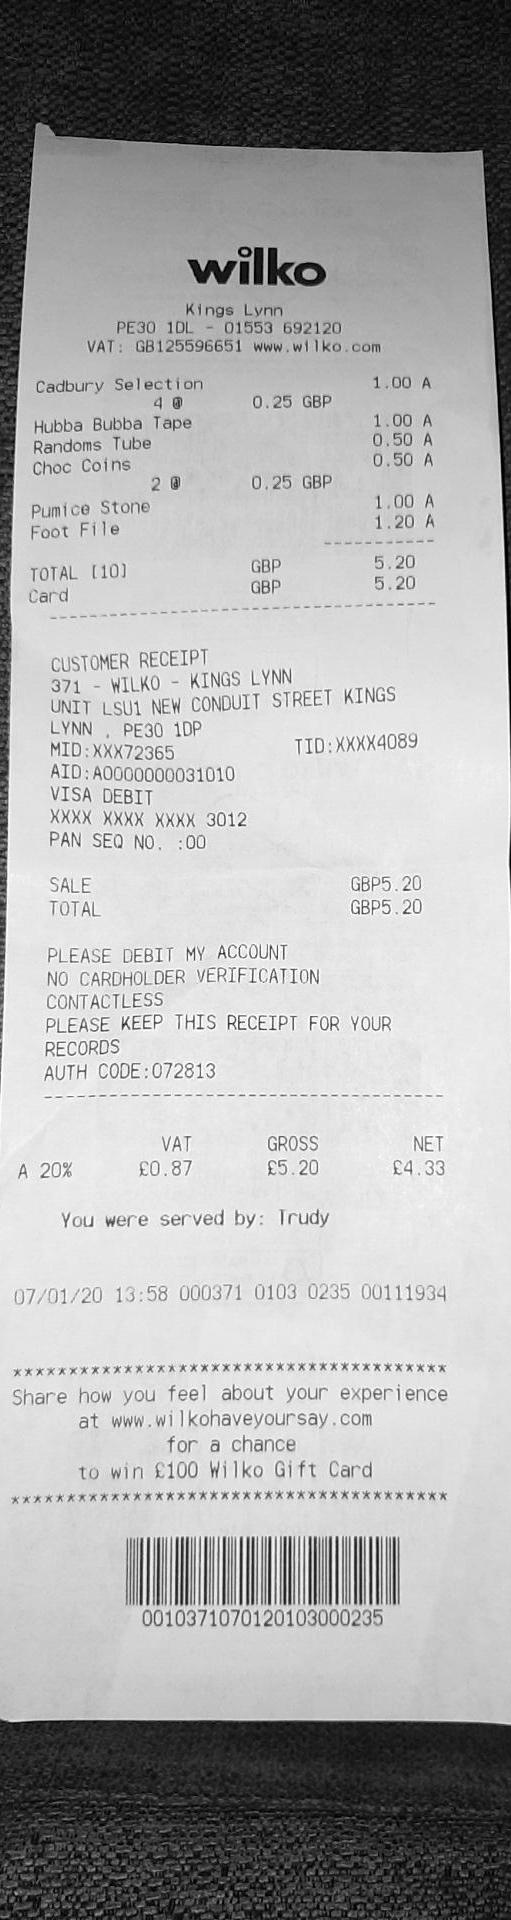 wilko
Kings Lynn
PE30 1DL - 01553 692120
VAT: GB125596651 www.wilko.com
Cadbury Selection 1.00 A
4 @ 0.25 GBP
Hubba Bubba Tape 1.00 A
Randoms Tube 0.50 A
Choc Coins 0.50 A
2 @ 0.25 GBP
Pumice Stone 1.00 A
Foot File 1.20 A
-----------
TOTAL [10] GBP 5.20
Card GBP 5.20
-----------------------------------
CUSTOMER RECEIPT
371 - WILKO - KINGS LYNN
UNIT LSU1 NEW CONDUIT STREET KINGS
LYNN , PE30 1DP
MID:XXX72365 TID:XXXX4089
AID:A0000000031010
VISA DEBIT
XXXX XXXX XXXX 3012
PAN SEQ NO. :00
SALE GBP5.20
TOTAL GBP5.20
PLEASE DEBIT MY ACCOUNT
NO CARDHOLDER VERIFICATION
CONTACTLESS
PLEASE KEEP THIS RECEIPT FOR YOUR
RECORDS
AUTH CODE:072813
-------------------------------------
VAT GROSS NET
A 20% £0.87 £5.20 £4.33
You were served by: Trudy
07/01/20 13:58 000371 0103 0235 00111934
****************************************
Share how you feel about your experience
at www.wilkohaveyoursay.com
for a chance
to win £100 Wilko Gift Card
****************************************
0010371070120103000235